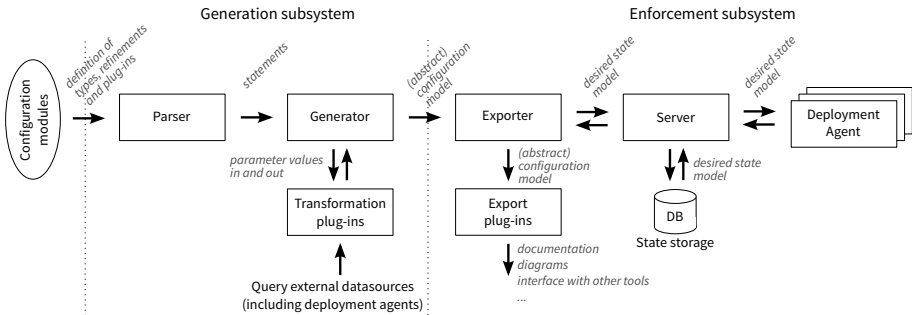 Generation subsystem
Enforcement subsystem
Configuration
modules
definition of
types, refinements
and plug-ins
Parser
statements
Generator
(abstract)
configuration
model
Exporter
desired state
model
Server
desired state
model
Deployment
Agent
parameter values
in and out
Transformation
plug-ins
Query external datasources
(including deployment agents)
(abstract)
configuration
model
Export
plug-ins
documentation
diagrams
interface with other tools
...
desired state
model
DB
State storage